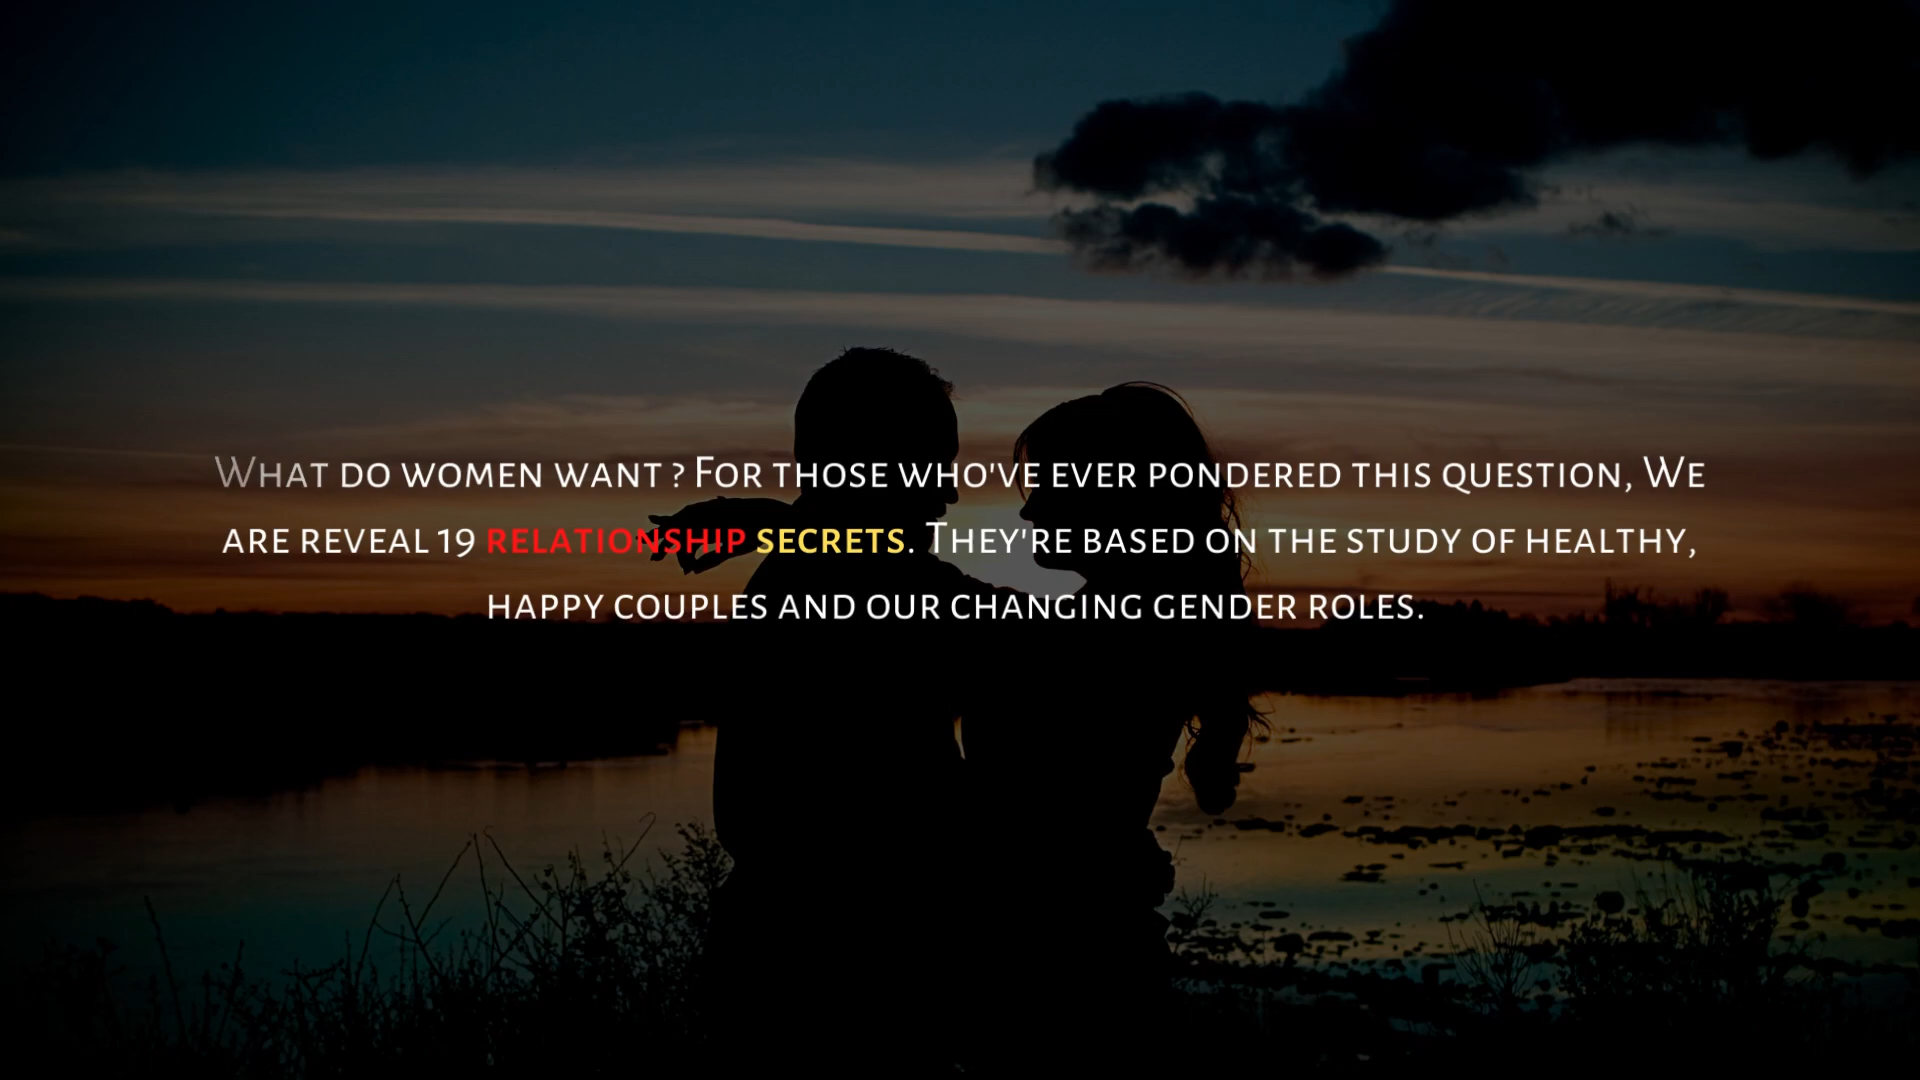 What do women want ? For those who've ever pondered this question, We
are reveal 19 relationship secrets. They're based on the study of healthy,
happy couples and our changing gender roles.